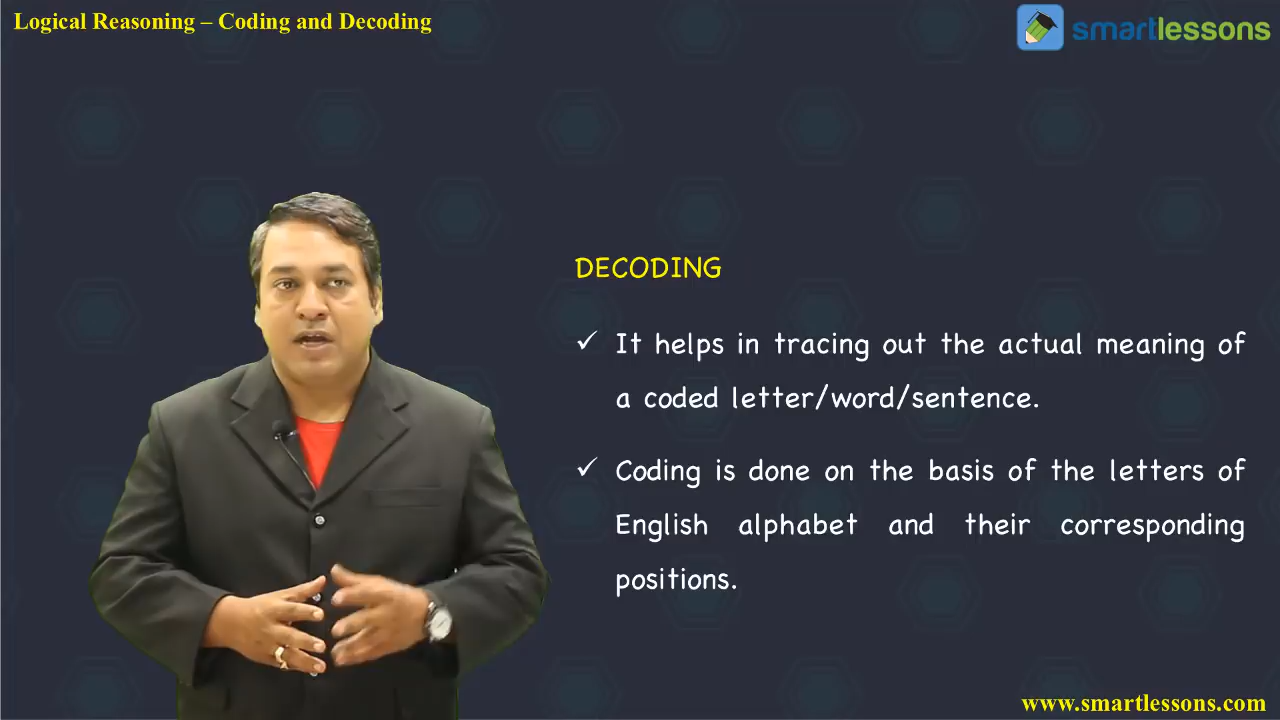 Logical Reasoning – Coding and Decoding
smartlessons
DECODING
✓ It helps in tracing out the actual meaning of
a coded letter/word/sentence.
✓ Coding is done on the basis of the letters of
English alphabet and their corresponding
positions.
www.smartlessons.com